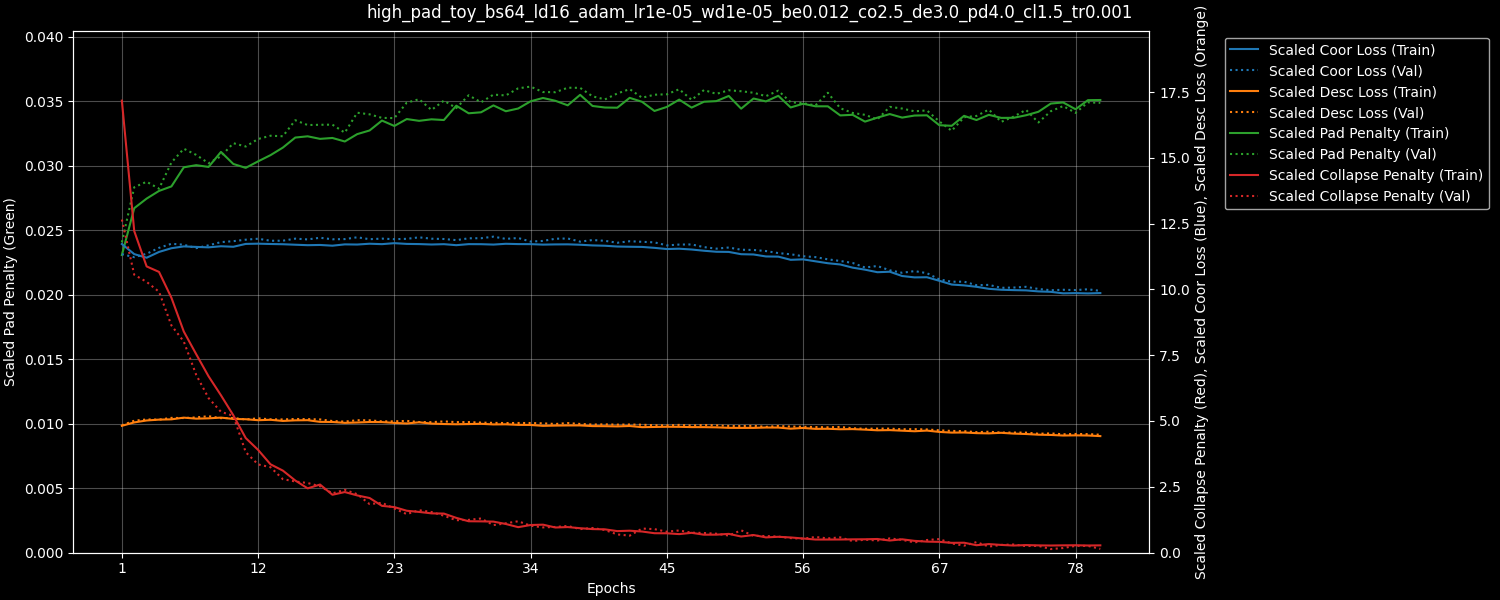 high_pad_toy_bs64_ld16_adam_lr1e-05_wd1e-05_be0.012_co2.5_de3.0_pd4.0_cl1.5_tr0.001
Scaled Pad Penalty (Green)
0.040
0.035
0.030
0.025
0.020
0.015
0.010
0.005
0.000
1
12
23
34
45
56
67
78
Epochs
17.5
15.0
12.5
10.0
7.5
5.0
2.5
0.0
Scaled Collapse Penalty (Red), Scaled Coor Loss (Blue), Scaled Desc Loss (Orange)
Scaled Coor Loss (Train)
Scaled Coor Loss (Val)
Scaled Desc Loss (Train)
Scaled Desc Loss (Val)
Scaled Pad Penalty (Train)
Scaled Pad Penalty (Val)
Scaled Collapse Penalty (Train)
Scaled Collapse Penalty (Val)